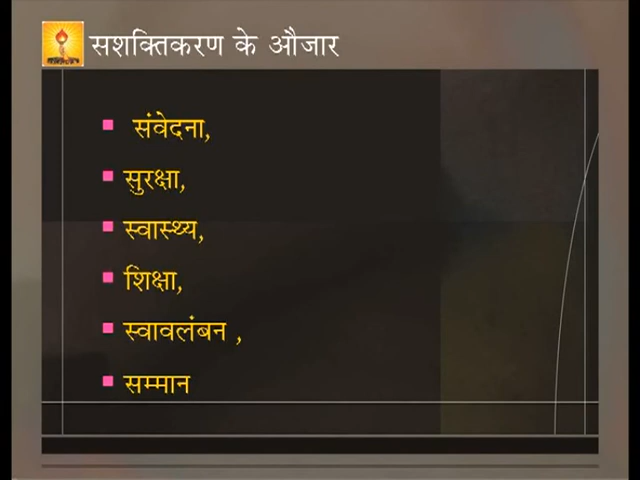 सशक्तिकरण के औजार
संवेदना,
सुरक्षा,
स्वास्थ्य,
शिक्षा,
स्वावलंबन ,
सम्मान